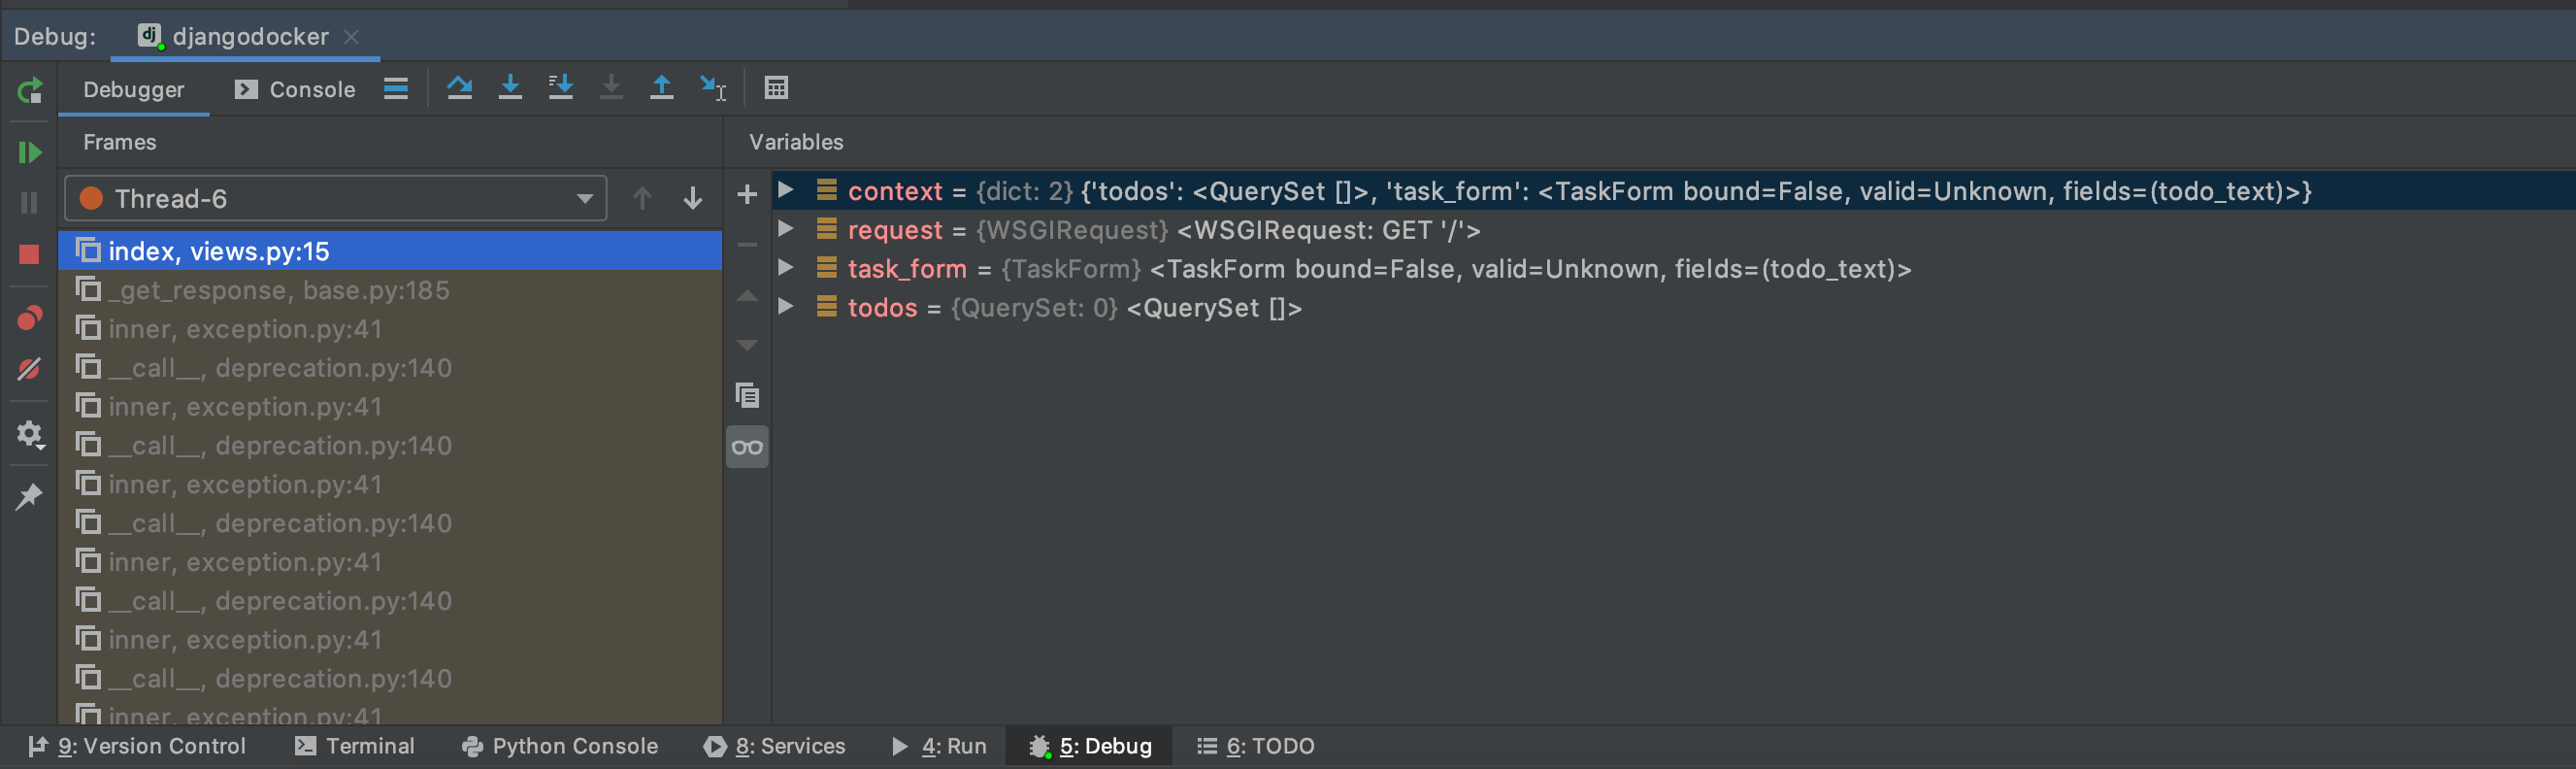 Debug: djangodocker
Debugger Console
Frames
Variables
Thread-6
index, views.py:15
_get_response, base.py:185
inner, exception.py:41
__call__, deprecation.py:140
inner, exception.py:41
__call__, deprecation.py:140
inner, exception.py:41
__call__, deprecation.py:140
inner, exception.py:41
__call__, deprecation.py:140
inner, exception.py:41
__call__, deprecation.py:140
inner, exception.py:41
context = {dict: 2} {'todos': <QuerySet []>, 'task_form': <TaskForm bound=False, valid=Unknown, fields=(todo_text)>}
request = {WSGIRequest} <WSGIRequest: GET '/'>
task_form = {TaskForm} <TaskForm bound=False, valid=Unknown, fields=(todo_text)>
todos = {QuerySet: 0} <QuerySet []>
9: Version Control Terminal Python Console 8: Services 4: Run 5: Debug 6: TODO